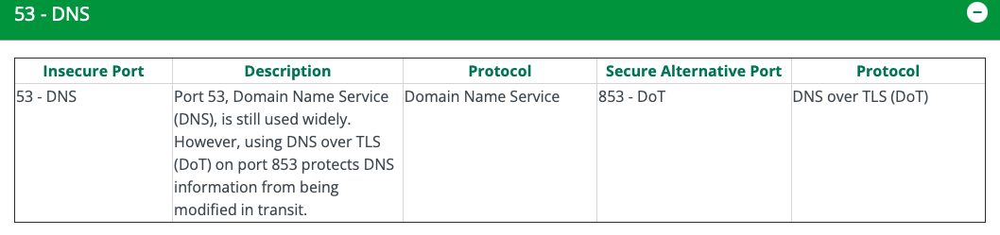 53 - DNS
Insecure Port Description Protocol Secure Alternative Port Protocol
53 - DNS Port 53, Domain Name Service Domain Name Service 853 - DoT DNS over TLS (DoT)
(DNS), is still used widely.
However, using DNS over TLS
(DoT) on port 853 protects DNS
information from being
modified in transit.